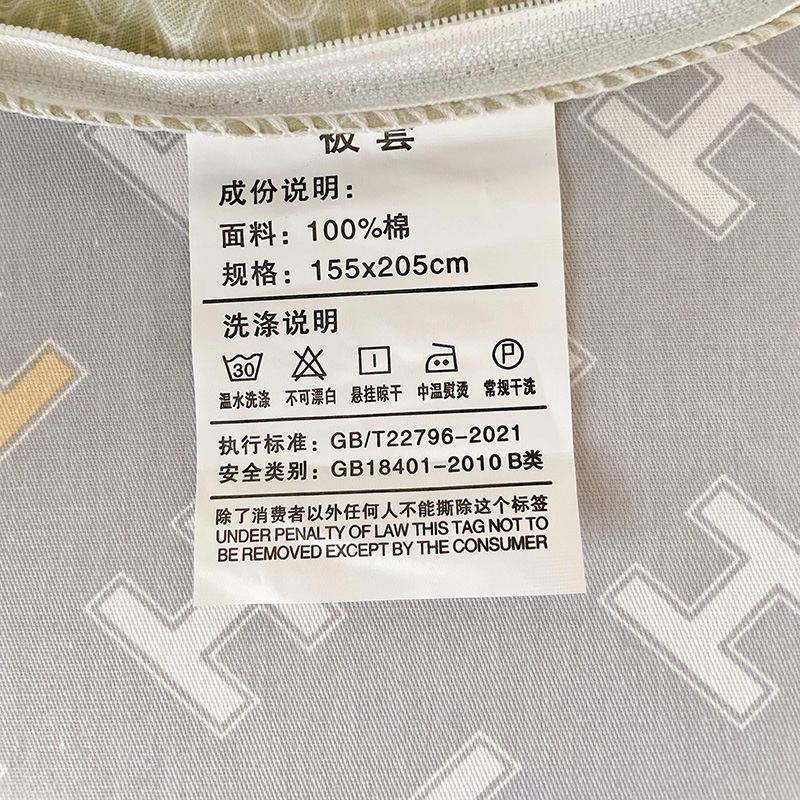 被套
成份说明：
面料：100%棉
规格：155x205cm
洗涤说明
30 P
温水洗涤 不可漂白 悬挂晾干 中温熨烫 常规干洗
执行标准：GB/T22796-2021
安全类别：GB18401-2010 B类
除了消费者以外任何人不能撕除这个标签
UNDER PENALTY OF LAW THIS TAG NOT TO
BE REMOVED EXCEPT BY THE CONSUMER